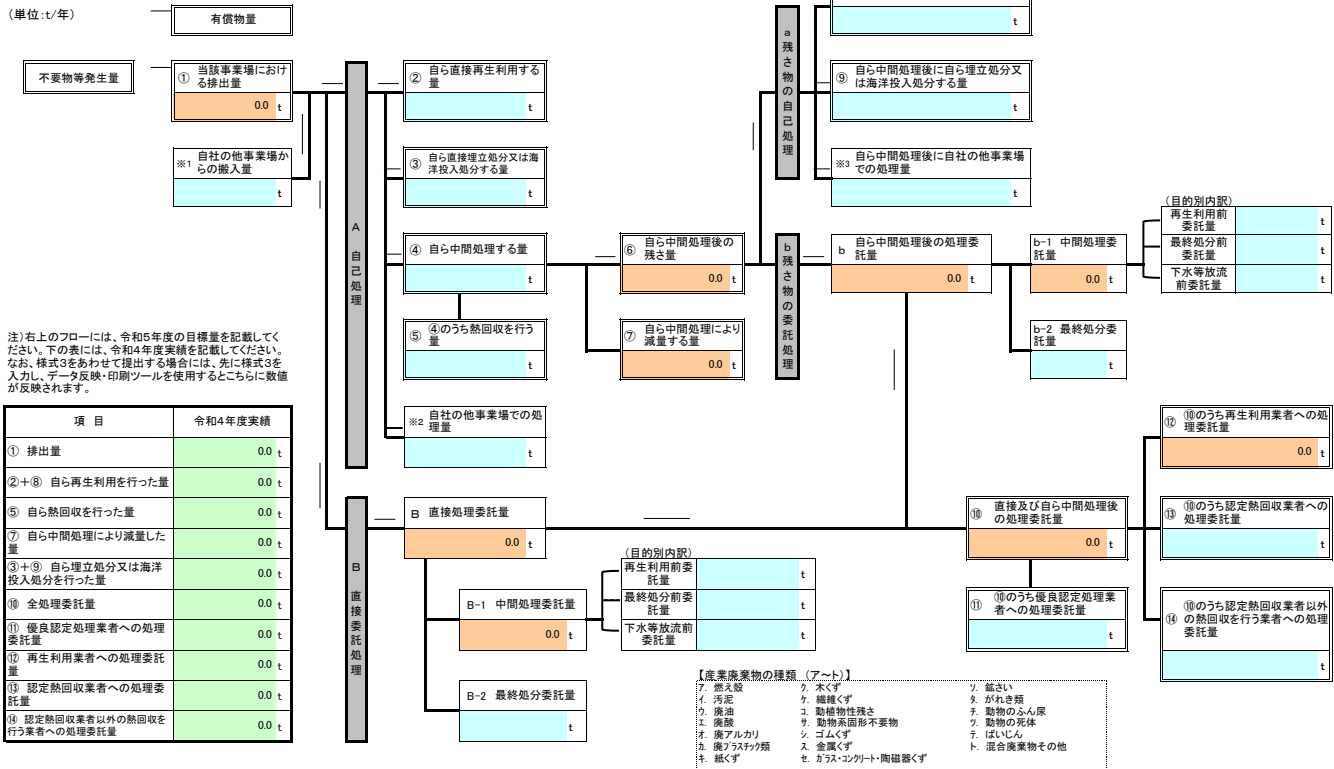 (単位:t/年)
有償物量
t
不要物等発生量
① 当該事業場におけ
る排出量
0.0 t
※1 自社の他事業場か
らの搬入量
t
A
自
己
処
理
② 自ら直接再生利用する
量
t
③ 自ら直接埋立処分又は海
洋投入処分する量
t
④ 自ら中間処理する量
t
⑤ ④のうち熱回収を行う
量
t
※2 自社の他事業場での処
理量
t
⑥ 自ら中間処理後の
残さ量
0.0 t
⑦ 自ら中間処理により
減量する量
0.0 t
a
残
さ
物
の
自
己
処
理
⑨ 自ら中間処理後に自ら埋立処分又
は海洋投入処分する量
t
※3 自ら中間処理後に自社の他事業場
での処理量
t
b
残
さ
物
の
委
託
処
理
b 自ら中間処理後の処理委
託量
0.0 t
b-1 中間処理委
託量
0.0 t
(目的別内訳)
再生利用前
委託量
t
最終処分前
委託量
t
下水等放流
前委託量
t
b-2 最終処分委
託量
t
注)右上のフローには、令和5年度の目標量を記載してく
ださい。下の表には、令和4年度実績を記載してください。
なお、様式3をあわせて提出する場合には、先に様式3を
入力し、データ反映・印刷ツールを使用するとこちらに数値
が反映されます。
項 目 令和4年度実績
① 排出量 0.0 t
②+⑧ 自ら再生利用を行った量 0.0 t
⑤ 自ら熱回収を行った量 0.0 t
⑦ 自ら中間処理により減量した
量 0.0 t
③+⑨ 自ら埋立処分又は海洋
投入処分を行った量 0.0 t
⑩ 全処理委託量 0.0 t
⑪ 優良認定処理業者への処理
委託量 0.0 t
⑫ 再生利用業者への処理委託
量 0.0 t
⑬ 認定熱回収業者への処理委
託量 0.0 t
⑭ 認定熱回収業者以外の熱回収を
行う業者への処理委託量 0.0 t
B
直
接
委
託
処
理
B 直接処理委託量
0.0 t
B-1 中間処理委託量
0.0 t
(目的別内訳)
再生利用前委
託量
t
最終処分前委
託量
t
下水等放流前
委託量
t
B-2 最終処分委託量
t
⑩ 直接及び自ら中間処理後
の処理委託量
0.0 t
⑪ ⑩のうち優良認定処理業
者への処理委託量
t
⑫ ⑩のうち再生利用業者への処
理委託量
0.0 t
⑬ ⑩のうち認定熱回収業者への
処理委託量
t
⑭ ⑩のうち認定熱回収業者以外
の熱回収を行う業者への処理
委託量
t
【産業廃棄物の種類 (ア~ト)】
ア. 燃え殻 ク. 木くず ソ. 鉱さい
イ. 汚泥 ケ. 繊維くず タ. がれき類
ウ. 廃油 コ. 動植物性残さ チ. 動物のふん尿
エ. 廃酸 サ. 動物系固形不要物 ツ. 動物の死体
オ. 廃アルカリ シ. ゴムくず テ. ばいじん
カ. 廃プラスチック類 ス. 金属くず ト. 混合廃棄物その他
キ. 紙くず セ. ガラス・コンクリート・陶磁器くず